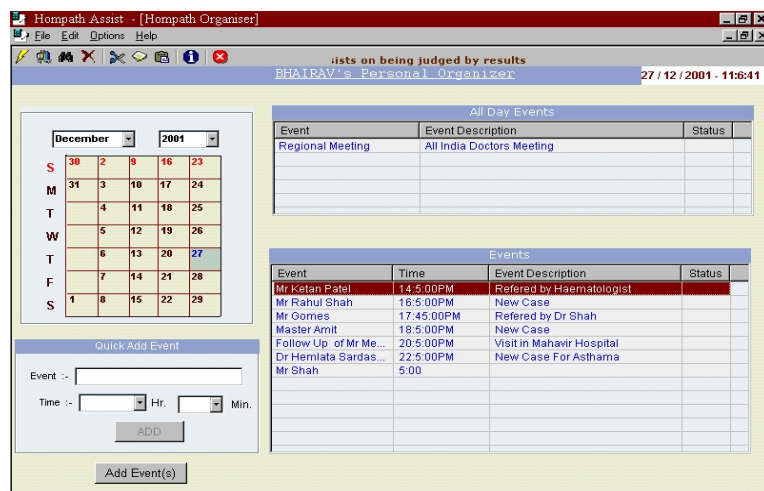 Hompath Assist - [Hompath Organiser]
File Edit Options Help
ists on being judged by results
BHAIRAV's Personal Organizer
27 / 12 / 2001 - 11:6:41
All Day Events
Event Event Description Status
Regional Meeting All India Doctors Meeting
December 2001
S 30 2 9 16 23
M 31 3 10 17 24
T 4 11 18 25
W 5 12 19 26
T 6 13 20 27
F 7 14 21 28
S 1 8 15 22 29
Events
Event Time Event Description Status
Mr Ketan Patel 14:5:00PM Refered by Haematologist
Mr Rahul Shah 16:5:00PM New Case
Mr Gomes 17:45:00PM Refered by Dr Shah
Master Amit 18:5:00PM New Case
Follow Up of Mr Me... 20:5:00PM Visit in Mahavir Hospital
Dr Hemlata Sardas... 22:5:00PM New Case For Asthama
Mr Shah 5:00
Quick Add Event
Event :-
Time :- Hr. Min.
ADD
Add Event(s)